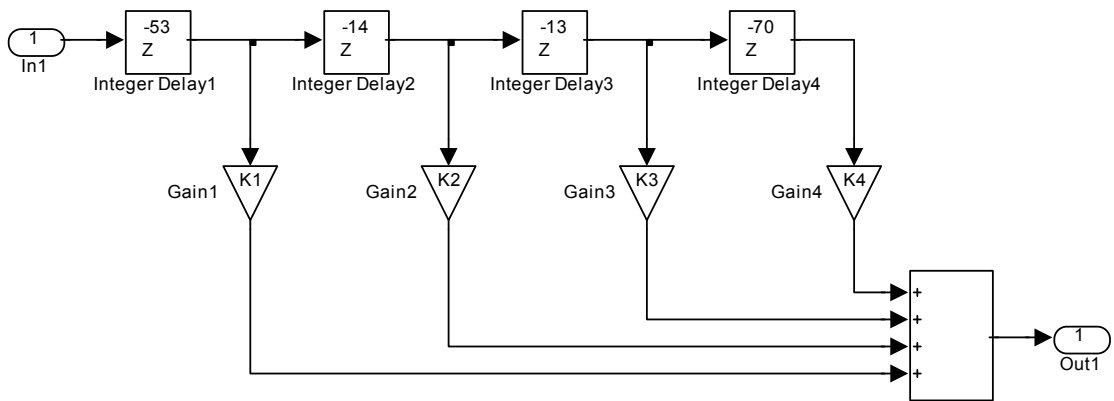 1
In1
-53
Z
Integer Delay1
-14
Z
Integer Delay2
-13
Z
Integer Delay3
-70
Z
Integer Delay4
K1
Gain1
K2
Gain2
K3
Gain3
K4
Gain4
+
+
+
+
1
Out1